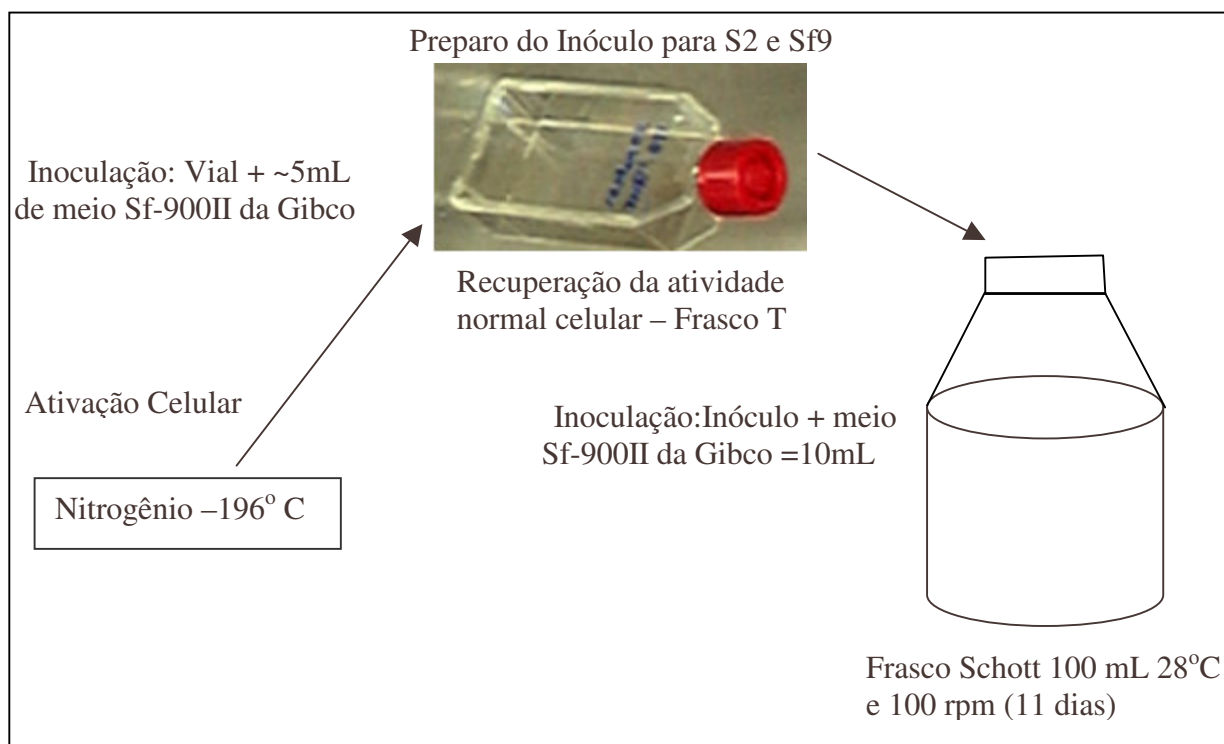 Preparo do Inóculo para S2 e Sf9
Inoculação: Vial + ~5mL
de meio Sf-900II da Gibco
Recuperação da atividade
normal celular – Frasco T
Ativação Celular
Nitrogênio –196° C
Inoculação:Inóculo + meio
Sf-900II da Gibco =10mL
Frasco Schott 100 mL 28°C
e 100 rpm (11 dias)